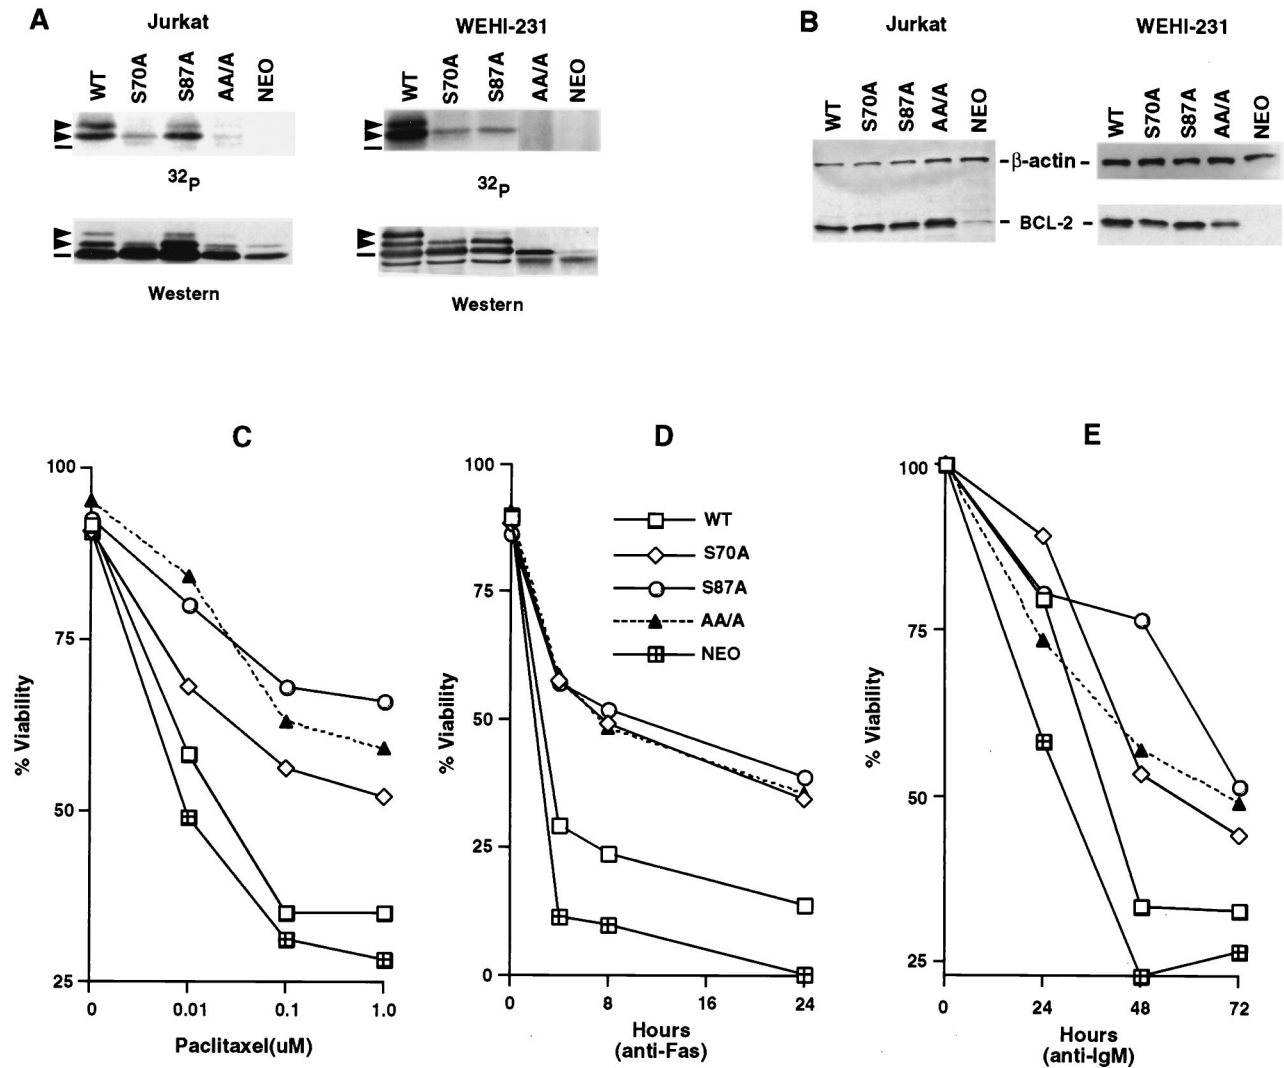 A
Jurkat
WEHI-231
WT S70A S87A AA/A NEO
WT S70A S87A AA/A NEO
32P
32P
Western
Western
B
Jurkat
WEHI-231
WT S70A S87A AA/A NEO
WT S70A S87A AA/A NEO
-β-actin-
- BCL-2 -
C
100
75
50
25
% Viability
0 0.01 0.1 1.0
Paclitaxel(uM)
D
100
75
50
25
0
% Viability
WT
S70A
S87A
AA/A
NEO
0 8 16 24
Hours
(anti-Fas)
E
100
75
50
25
% Viability
0 24 48 72
Hours
(anti-IgM)